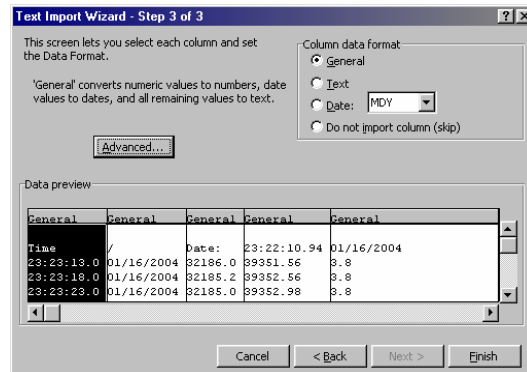 Text Import Wizard - Step 3 of 3
This screen lets you select each column and set
the Data Format.
'General' converts numeric values to numbers, date
values to dates, and all remaining values to text.
Advanced...
Column data format
General
Text
Date: MDY
Do not import column (skip)
Data preview
General General General General General
Time / Date: 23:22:10.94 01/16/2004
23:23:13.0 01/16/2004 32186.0 39351.56 3.8
23:23:18.0 01/16/2004 32185.2 39352.56 3.8
23:23:23.0 01/16/2004 32185.0 39352.98 3.8
Cancel < Back Next > Finish